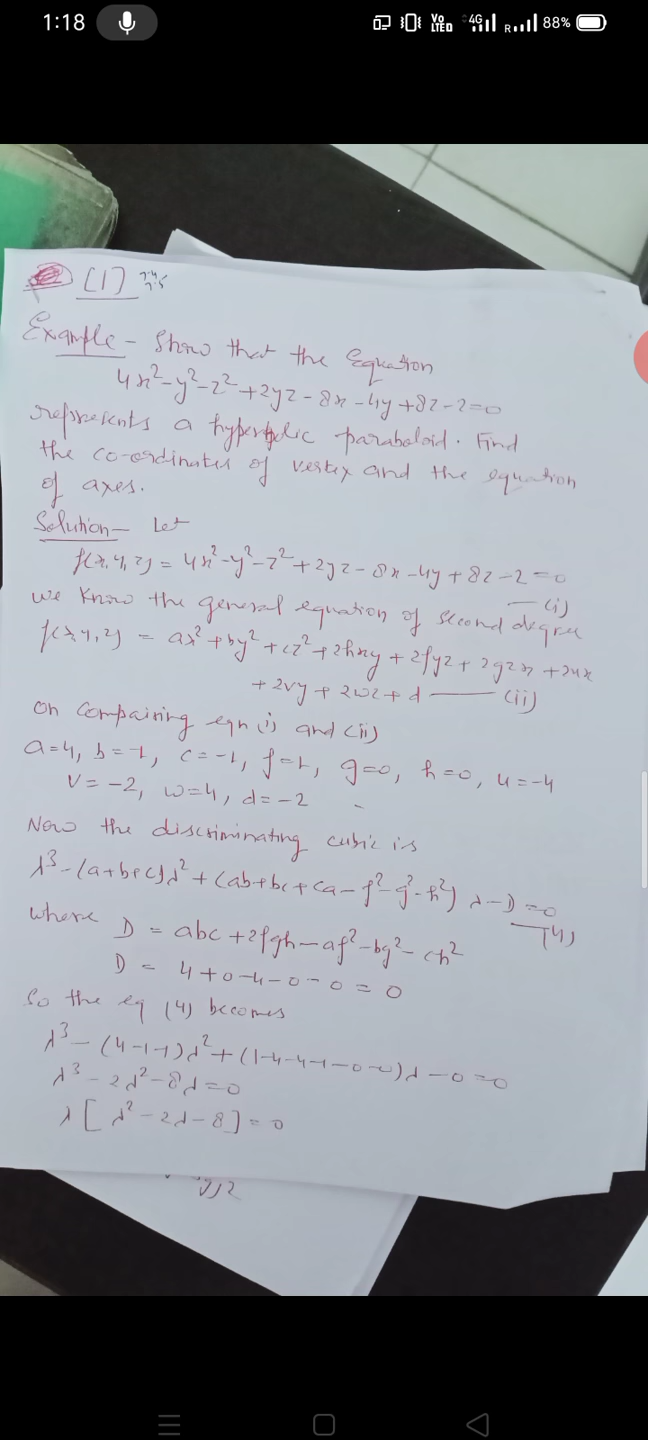 1:18
Vo LTED 4G R 88%
(1)
Example - Show that the Equation
4x²-y²-z²+2yz-8x-4y+8z-2=0
represents a hyperbolic paraboloid. Find
the co-ordinates of vertex and the equation
of axes.
Solution - Let
f(x,y,z) = 4x²-y²-z²+2yz-8x-4y+8z-2=0
—(i)
we know the general equation of second degree
f(x,y,z) = ax²+by²+cz²+2hxy+2fyz+2gzx+2ux
+2vy+2wz+d —(ii)
on compairing eqn (i) and (ii)
a=4, b=-1, c=-1, f=1, g=0, h=0, u=-4
v=-2, w=4, d=-2
Now the discriminating cubic is
λ³-(a+b+c)λ²+(ab+bc+ca-f²-g²-h²)λ-D=0
—(4)
where D = abc+2fgh-af²-bg²-ch²
D = 4+0-4-0-0=0
So the eq (4) becomes
λ³-(4-1-1)λ²+(1-4-4-1-0-0)λ-0=0
λ³-2λ²-8λ=0
λ[λ²-2λ-8]=0